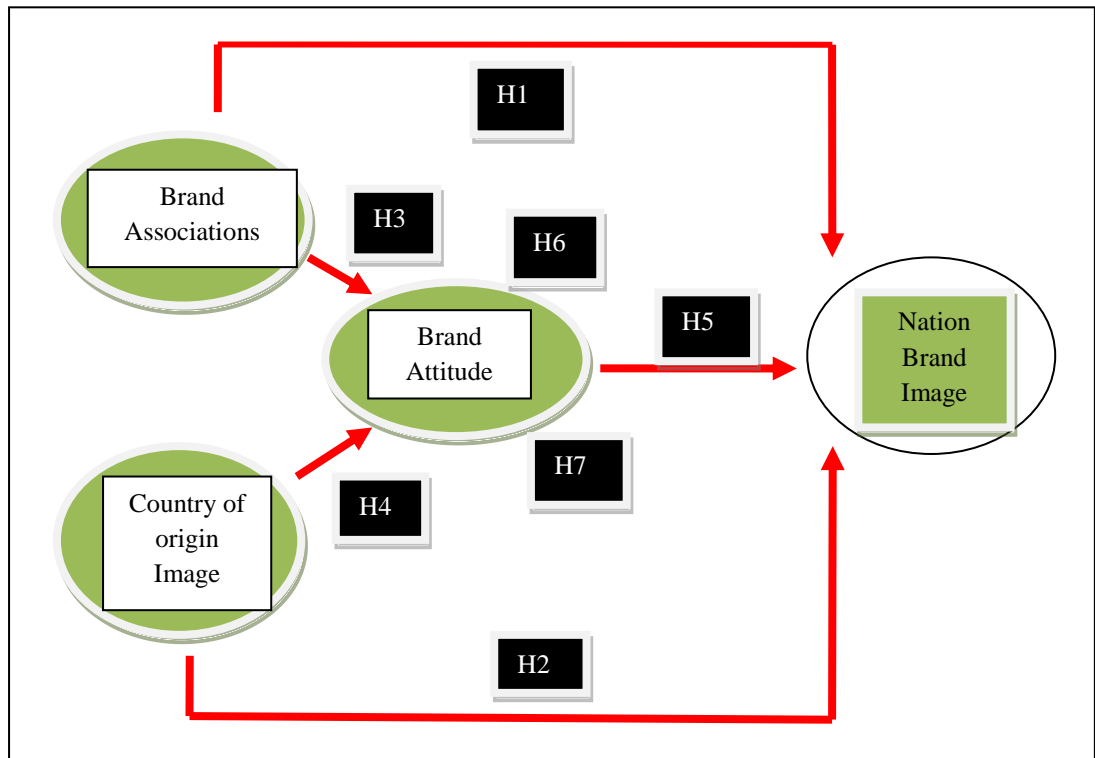 H1
Brand
Associations
H3
H6
Brand
Attitude
H5
Nation
Brand
Image
H7
H4
Country of
origin
Image
H2